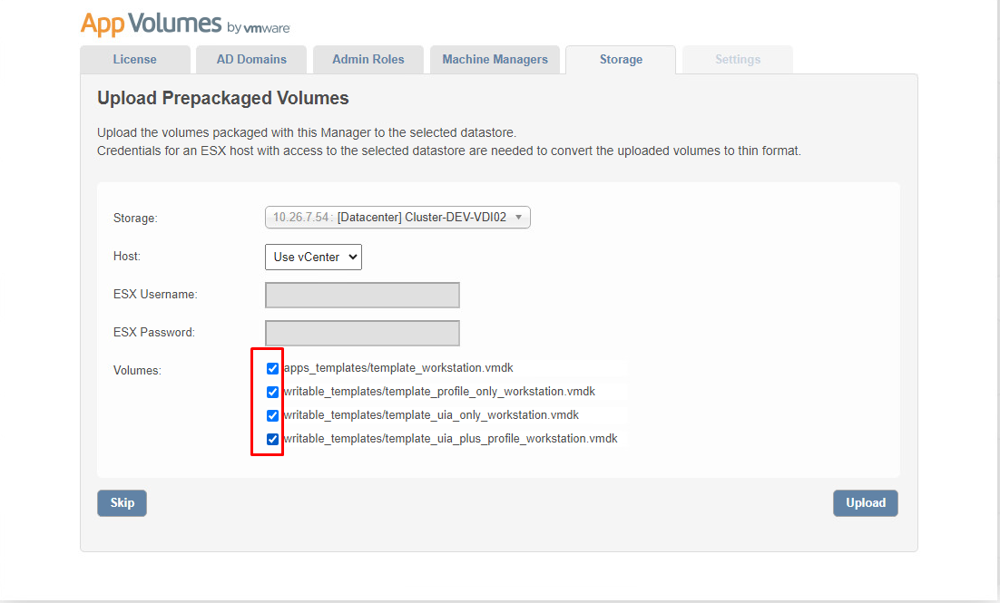 App Volumes by vmware
License AD Domains Admin Roles Machine Managers Storage Settings
Upload Prepackaged Volumes
Upload the volumes packaged with this Manager to the selected datastore.
Credentials for an ESX host with access to the selected datastore are needed to convert the uploaded volumes to thin format.
Storage: 10.26.7.54: [Datacenter] Cluster-DEV-VDI02
Host: Use vCenter
ESX Username:
ESX Password:
Volumes: apps_templates/template_workstation.vmdk
writable_templates/template_profile_only_workstation.vmdk
writable_templates/template_uia_only_workstation.vmdk
writable_templates/template_uia_plus_profile_workstation.vmdk
Skip Upload